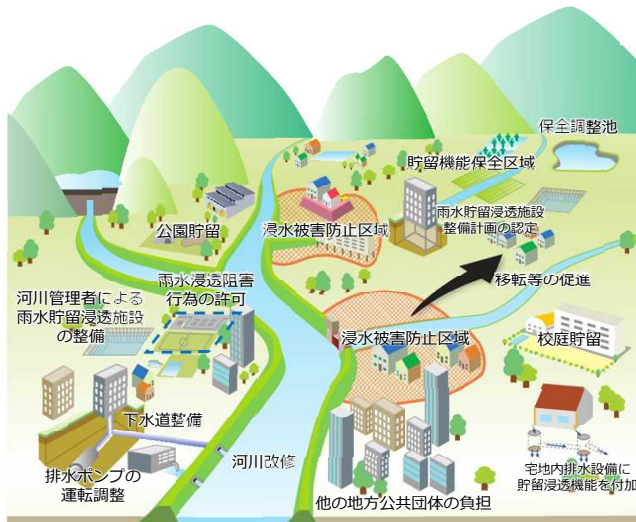 保全調整池
貯留機能保全区域
公園貯留
浸水被害防止区域
雨水貯留浸透施設
整備計画の認定
雨水浸透阻害
行為の許可
移転等の促進
河川管理者による
雨水貯留浸透施設
の整備
浸水被害防止区域
校庭貯留
下水道整備
河川改修
排水ポンプの
運転調整
他の地方公共団体の負担
宅地内排水設備に
貯留浸透機能を付加